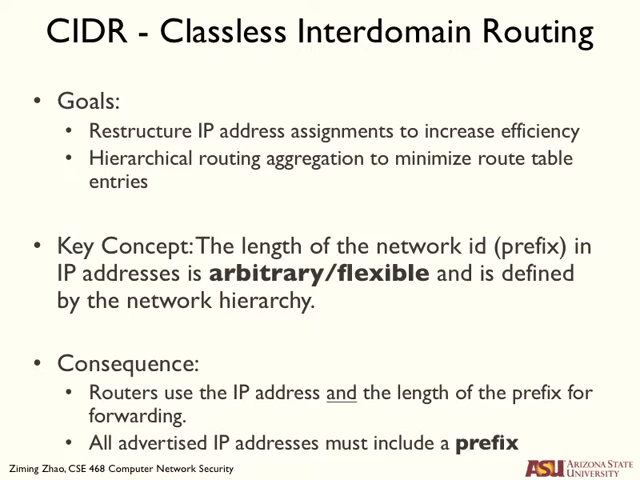 CIDR - Classless Interdomain Routing
• Goals:
• Restructure IP address assignments to increase efficiency
• Hierarchical routing aggregation to minimize route table
entries
• Key Concept: The length of the network id (prefix) in
IP addresses is arbitrary/flexible and is defined
by the network hierarchy.
• Consequence:
• Routers use the IP address and the length of the prefix for
forwarding.
• All advertised IP addresses must include a prefix
Ziming Zhao, CSE 468 Computer Network Security
ASU ARIZONA STATE
UNIVERSITY